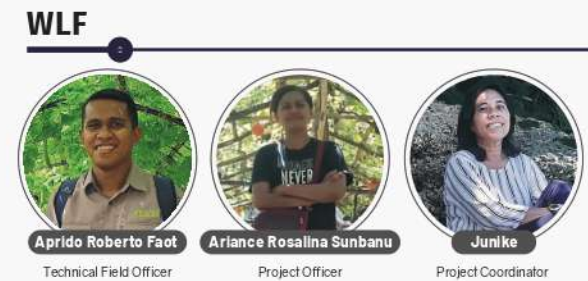 WLF
NEVER
Aprido Roberto Faot
Ariance Rosalina Sunbanu
Junike
Technical Field Officer
Project Officer
Project Coordinator